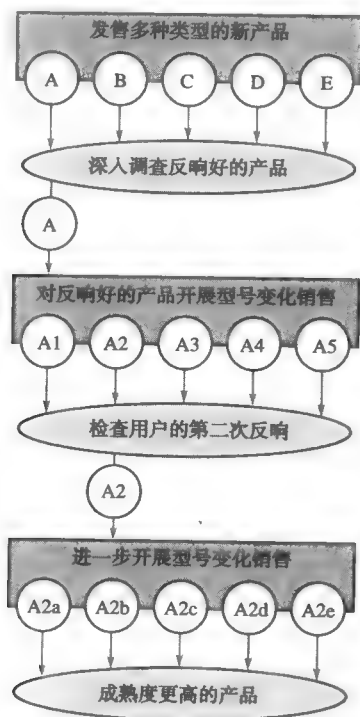 发售多种类型的新产品
A B C D E
深入调查反响好的产品
A
对反响好的产品开展型号变化销售
A1 A2 A3 A4 A5
检查用户的第二次反响
A2
进一步开展型号变化销售
A2a A2b A2c A2d A2e
成熟度更高的产品